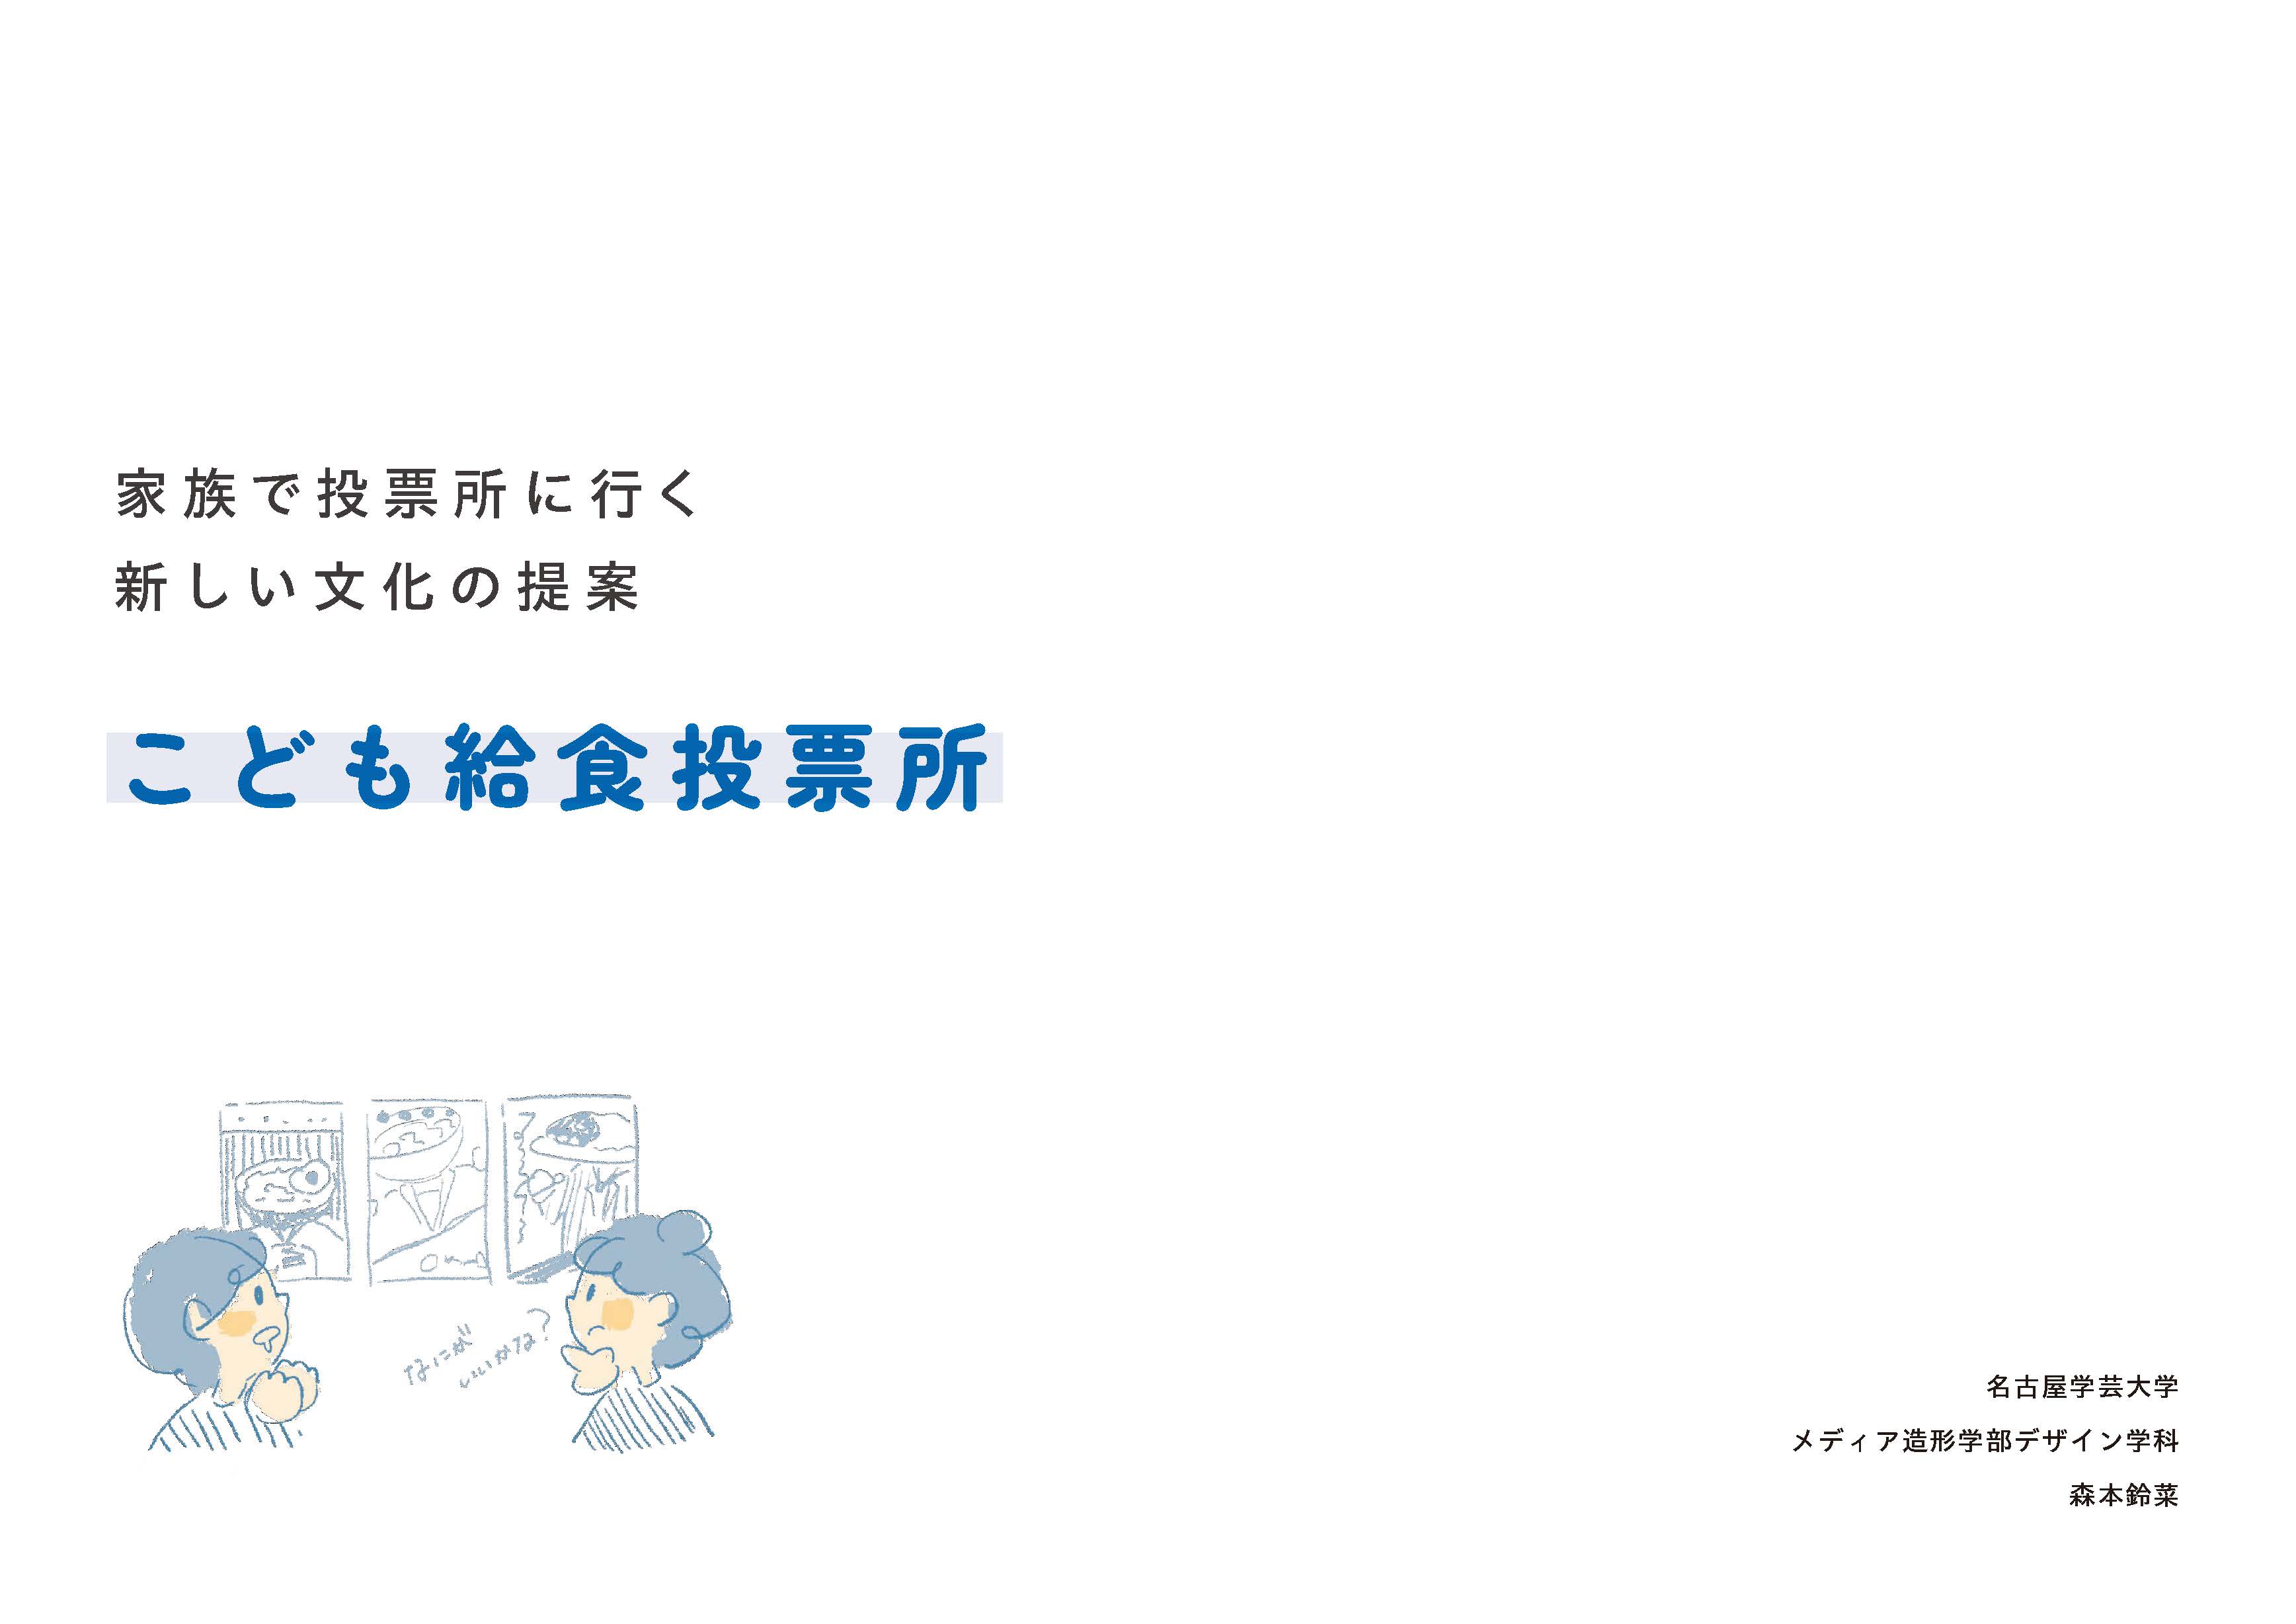 家族で投票所に行く
新しい文化の提案
こども給食投票所
なにが
いいかな?
名古屋学芸大学
メディア造形学部デザイン学科
森本鈴菜